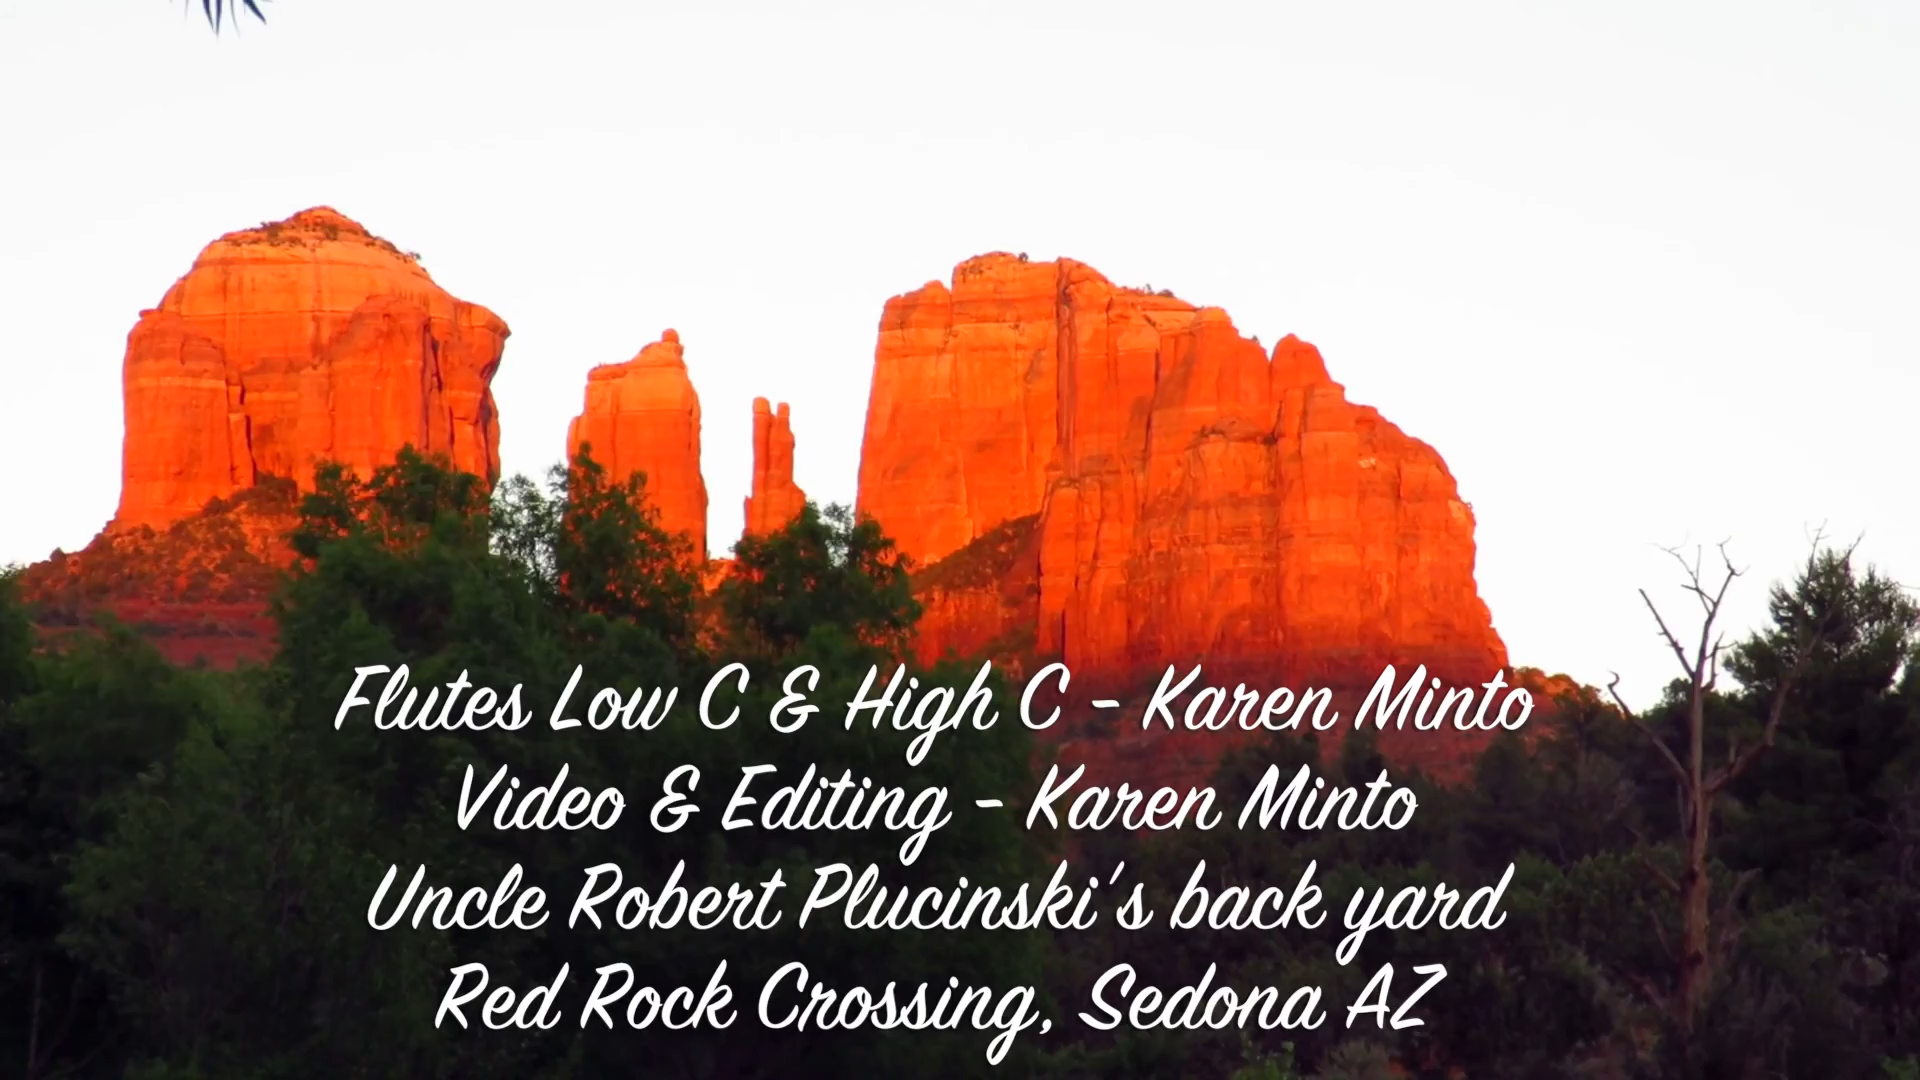 Flutes Low C & High C - Karen Minto
Video & Editing - Karen Minto
Uncle Robert Plucinski's back yard
Red Rock Crossing, Sedona AZ